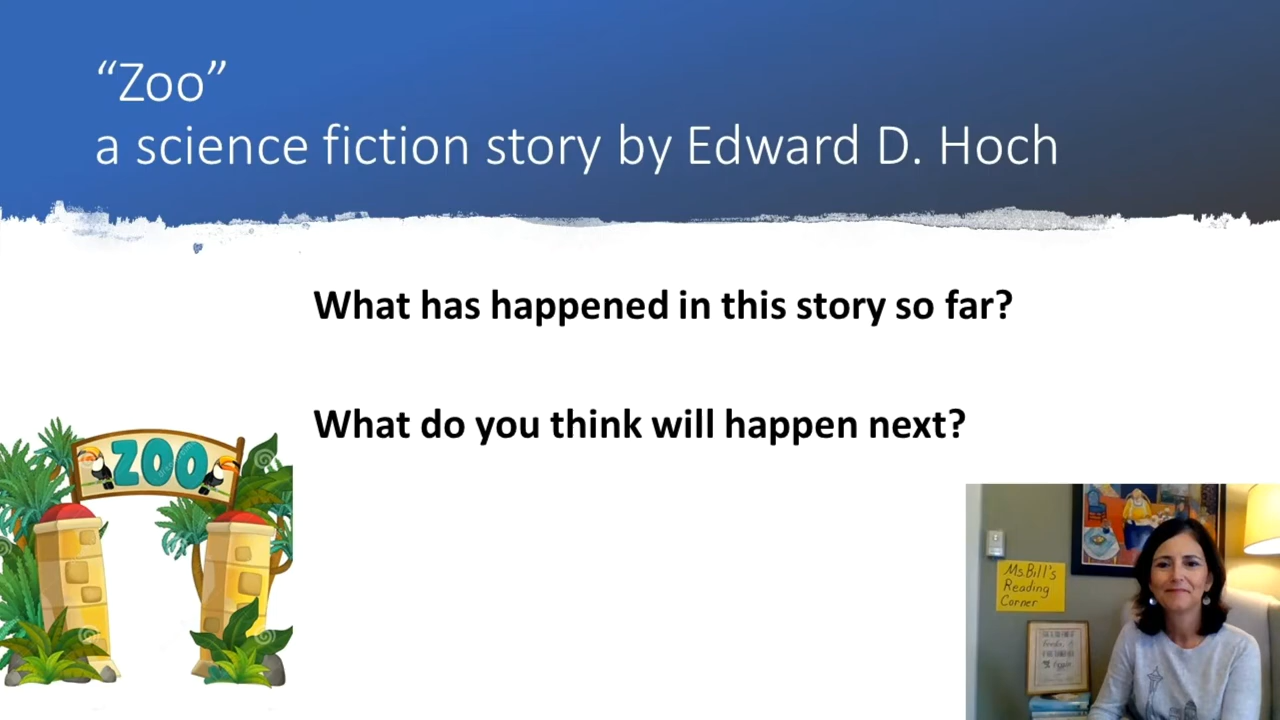 “Zoo”
a science fiction story by Edward D. Hoch
What has happened in this story so far?
What do you think will happen next?
ZOO
Ms Bill's
Reading
Corner